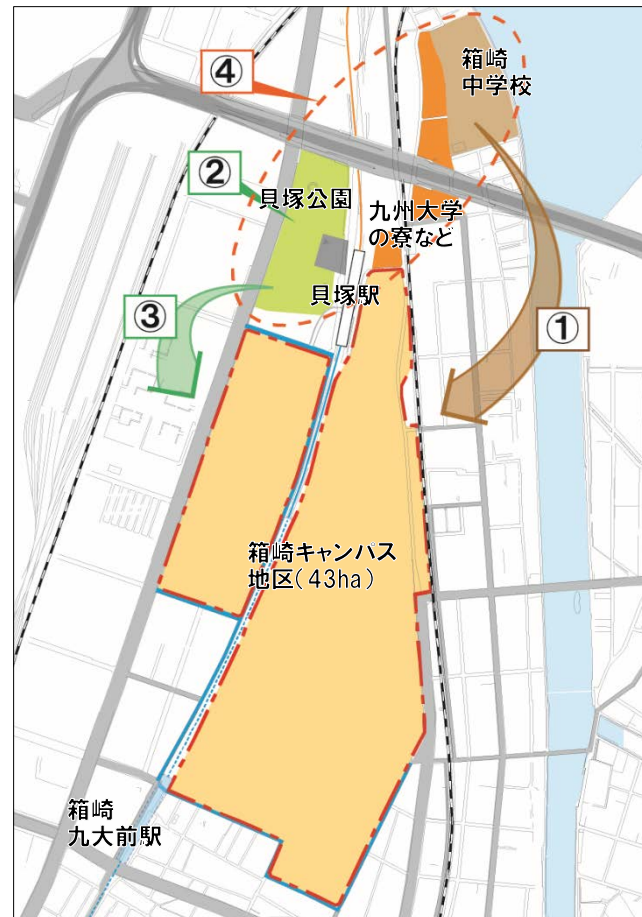 箱崎
中学校
④
②
貝塚公園
九州大学
の寮など
貝塚駅
③
①
箱崎キャンパス
地区(43ha)
箱崎
九大前駅